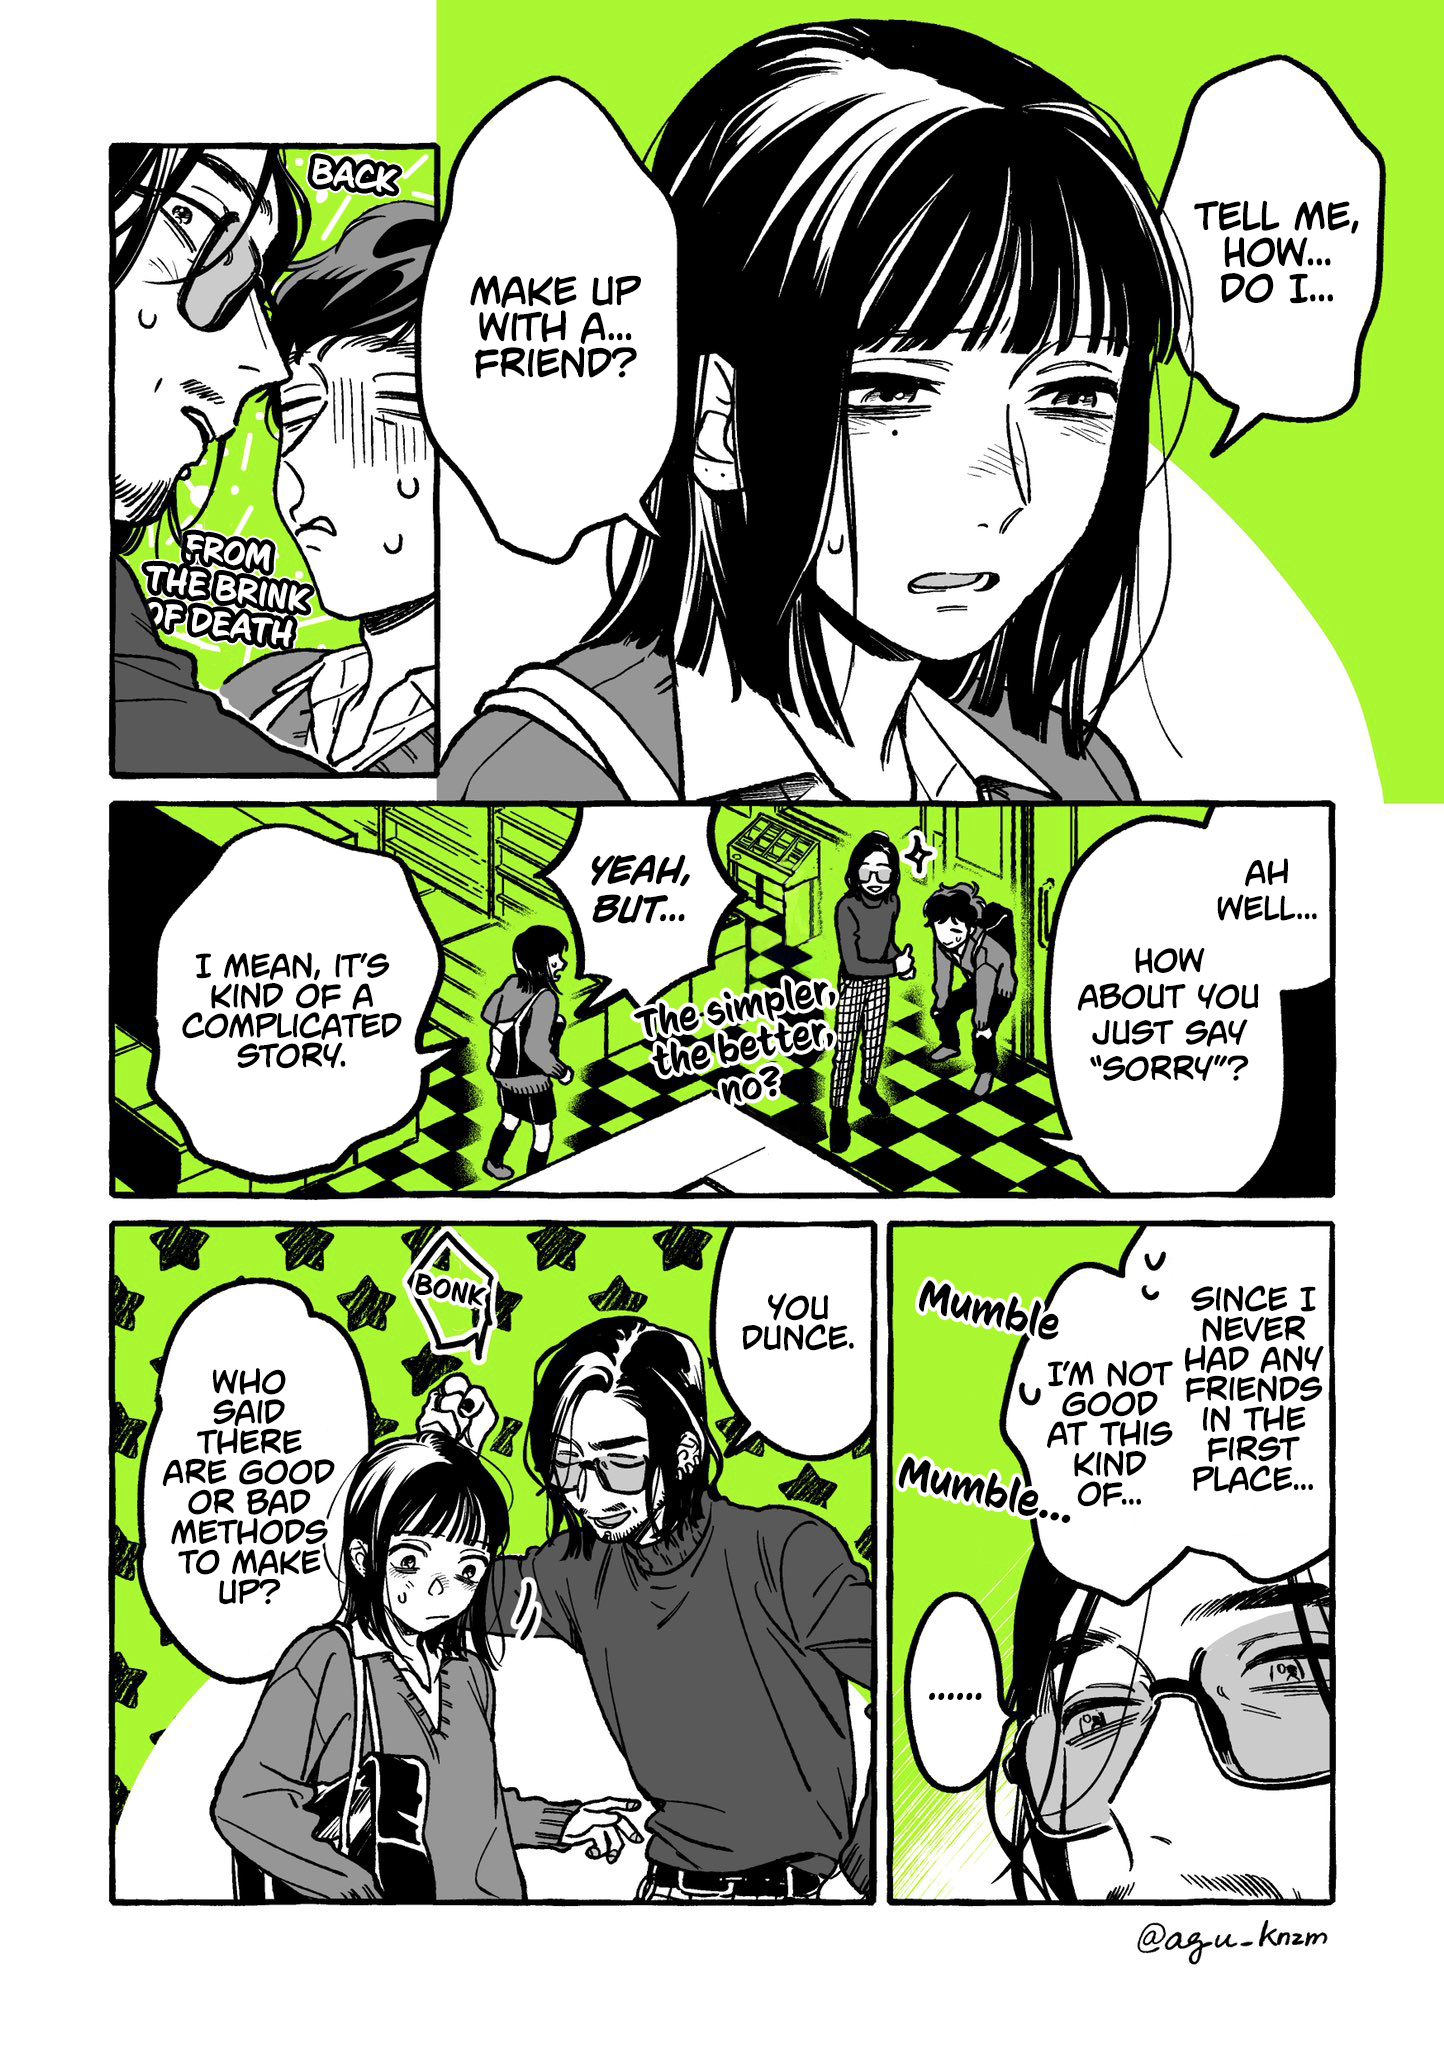 TELL ME,
HOW...
DO I...
MAKE UP
WITH A...
FRIEND?
BACK
FROM
THE BRINK
OF DEATH
AH
WELL...
HOW
ABOUT YOU
JUST SAY
“SORRY”?
The simpler,
the better,
no?
YEAH,
BUT...
I MEAN, IT'S
KIND OF A
COMPLICATED
STORY.
SINCE I
NEVER
HAD ANY
FRIENDS
IN THE
FIRST
PLACE...
I'M NOT
GOOD
AT THIS
KIND
OF...
Mumble
Mumble...
......
YOU
DUNCE.
BONK
WHO
SAID
THERE
ARE GOOD
OR BAD
METHODS
TO MAKE
UP?
@agu_knzm